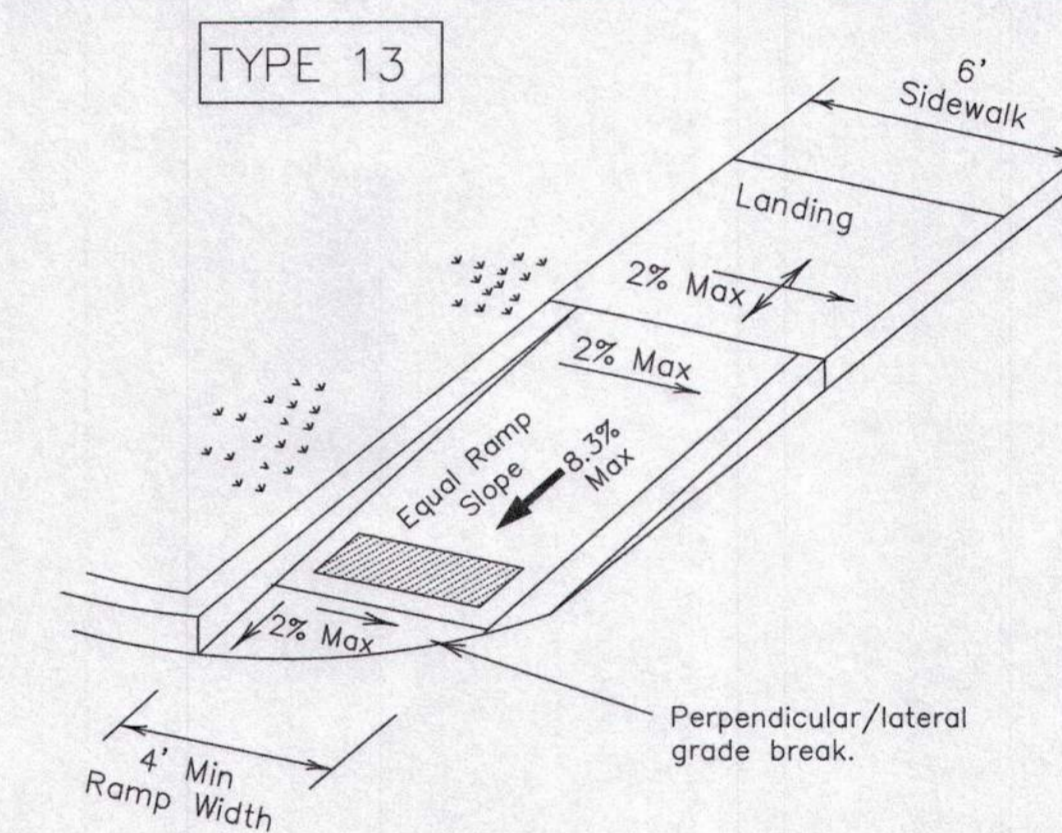 TYPE 13
6'
Sidewalk
Landing
2% Max
2% Max
Equal Ramp
Slope
8.3%
Max
2% Max
Perpendicular/lateral
grade break.
4' Min
Ramp Width